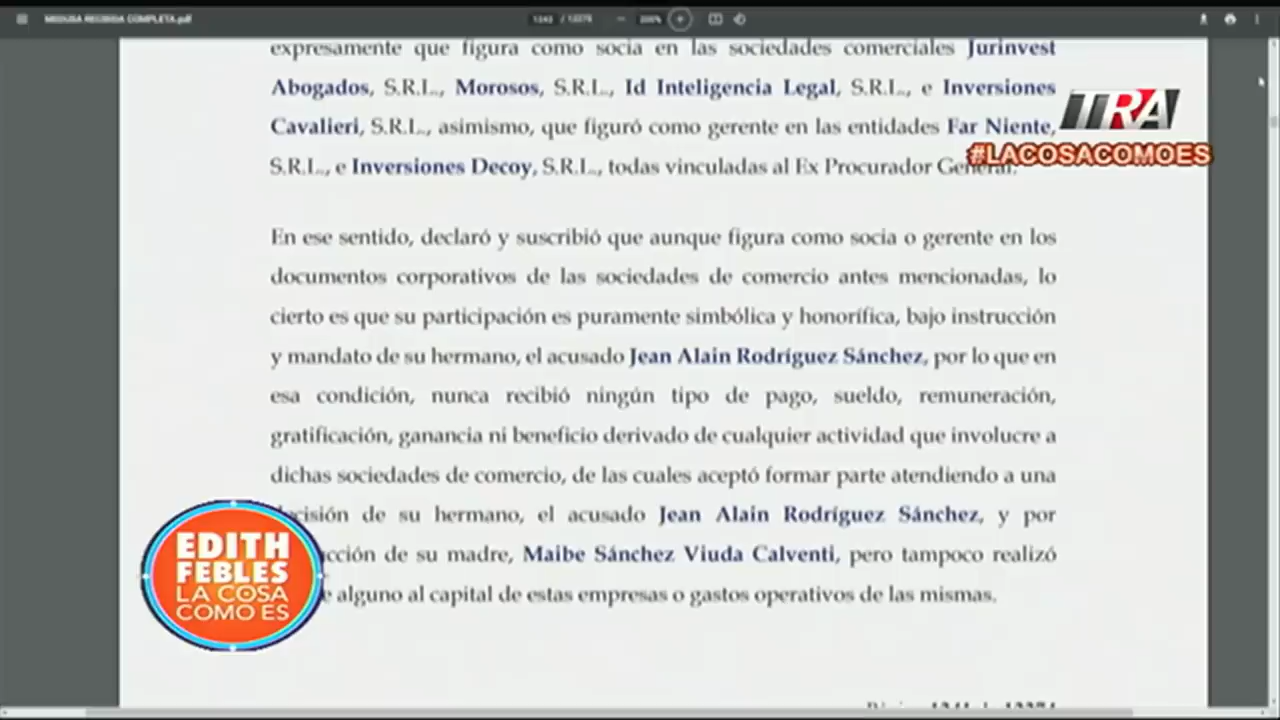 MEDUSA RECIBIDA COMPLETA.pdf
200%
expresamente que figura como socia en las sociedades comerciales Jurinvest
Abogados, S.R.L., Morosos, S.R.L., Id Inteligencia Legal, S.R.L., e Inversiones
Cavalieri, S.R.L., asimismo, que figuró como gerente en las entidades Far Niente,
S.R.L., e Inversiones Decoy, S.R.L., todas vinculadas al Ex Procurador General.
TRA
#LACOSACOMOES
En ese sentido, declaró y suscribió que aunque figura como socia o gerente en los
documentos corporativos de las sociedades de comercio antes mencionadas, lo
cierto es que su participación es puramente simbólica y honorífica, bajo instrucción
y mandato de su hermano, el acusado Jean Alain Rodríguez Sánchez, por lo que en
esa condición, nunca recibió ningún tipo de pago, sueldo, remuneración,
gratificación, ganancia ni beneficio derivado de cualquier actividad que involucre a
dichas sociedades de comercio, de las cuales aceptó formar parte atendiendo a una
decisión de su hermano, el acusado Jean Alain Rodríguez Sánchez, y por
cción de su madre, Maibe Sánchez Viuda Calventi, pero tampoco realizó
e alguno al capital de estas empresas o gastos operativos de las mismas.
EDITH
FEBLES
LA COSA
COMO ES